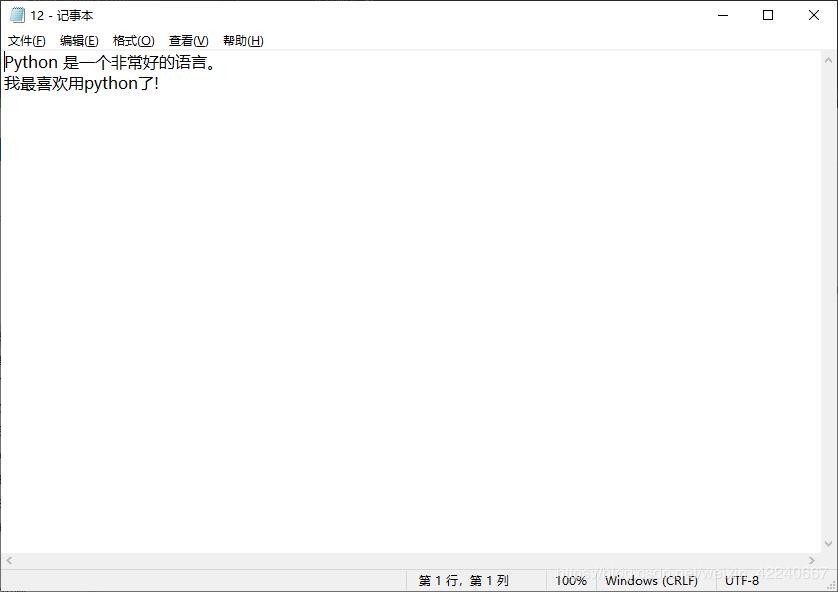 12 - 记事本
文件(F) 编辑(E) 格式(O) 查看(V) 帮助(H)
Python 是一个非常好的语言。
我最喜欢用python了!
第 1 行，第 1 列 100% Windows (CRLF) UTF-8
https://blog.csdn.net/weixin_42240667